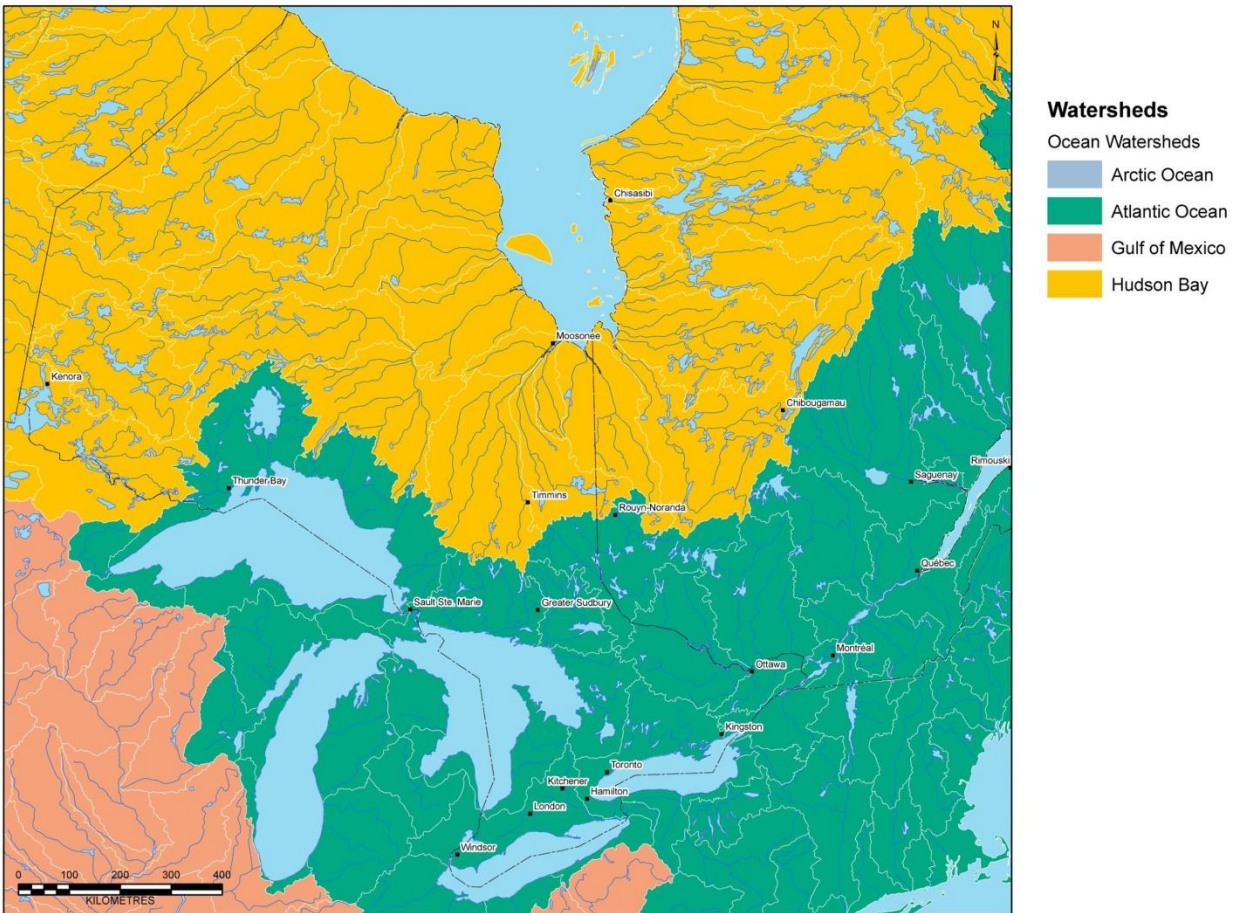 N
Chisasibi
Moosonee
Kenora
Chibougamau
Rimouski
Thunder Bay
Saguenay
Timmins
Rouyn-Noranda
Québec
Sault Ste. Marie
Greater Sudbury
Montréal
Ottawa
Kingston
Toronto
Kitchener
Hamilton
London
Windsor
0 50 100 200 300 400
KILOMETRES
Watersheds
Ocean Watersheds
Arctic Ocean
Atlantic Ocean
Gulf of Mexico
Hudson Bay